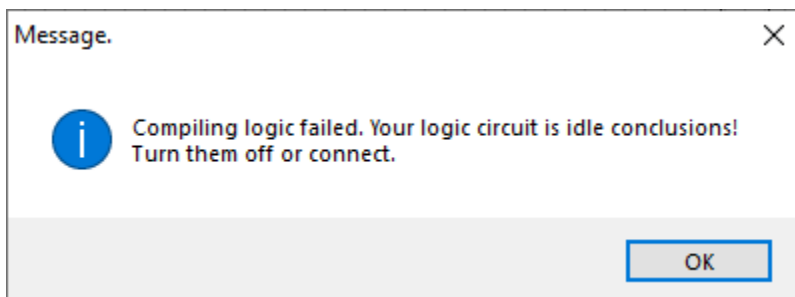 Message.
Compiling logic failed. Your logic circuit is idle conclusions!
Turn them off or connect.
OK